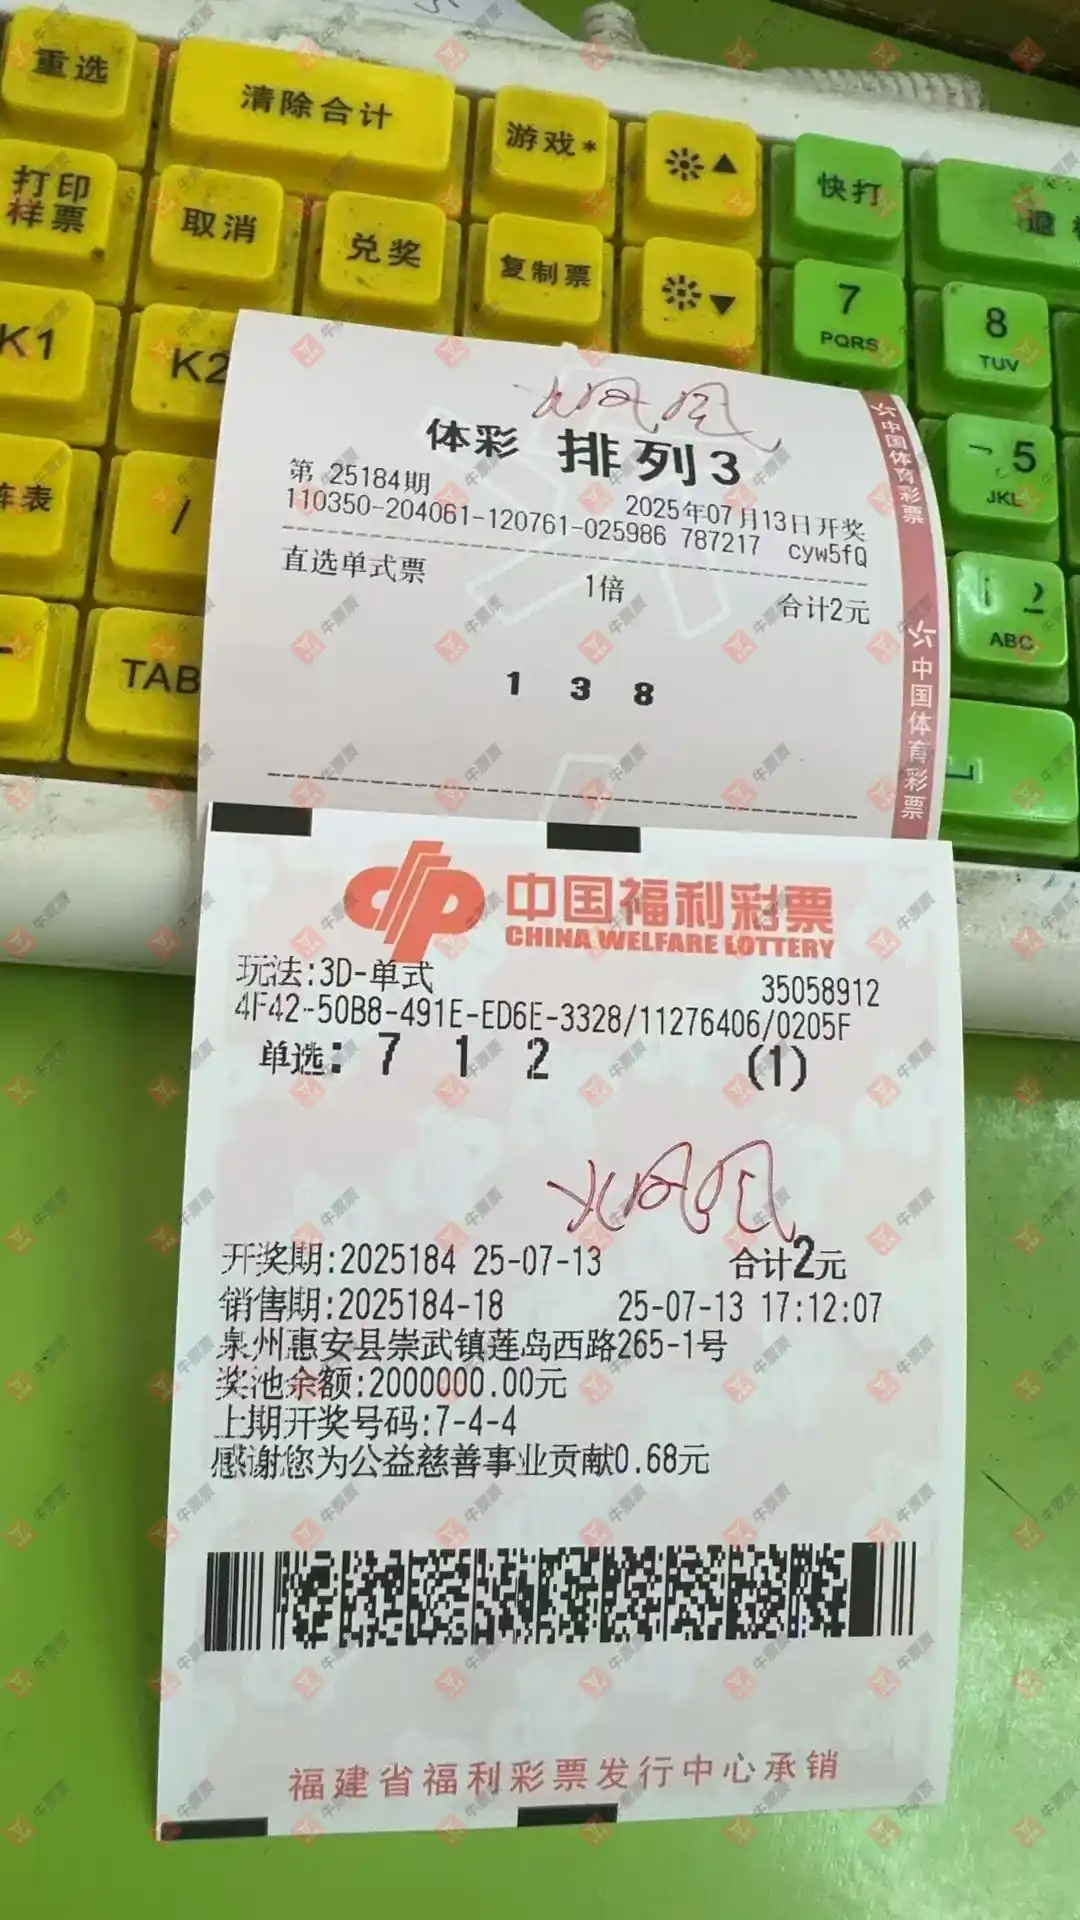 重选
清除合计
游戏*
▲
快打
退
打印
样票
取消
兑奖
复制票
▼
7
PQRS
8
TUV
K1
K2
5
JKL
/
2
ABC
TAB
体彩 排列3
第 25184期
2025年07月13日开奖
110350-204061-120761-025986 787217 cyw5fQ
直选单式票 1倍 合计2元
1 3 8
中国体育彩票
中国体育彩票
中国福利彩票
CHINA WELFARE LOTTERY
玩法:3D-单式 35058912
4F42-50B8-491E-ED6E-3328/11276406/0205F
单选: 7 1 2 (1)
开奖期:2025184 25-07-13 合计2元
销售期:2025184-18 25-07-13 17:12:07
泉州惠安县崇武镇莲岛西路265-1号
奖池余额:2000000.00元
上期开奖号码:7-4-4
感谢您为公益慈善事业贡献0.68元
福建省福利彩票发行中心承销
牛票票